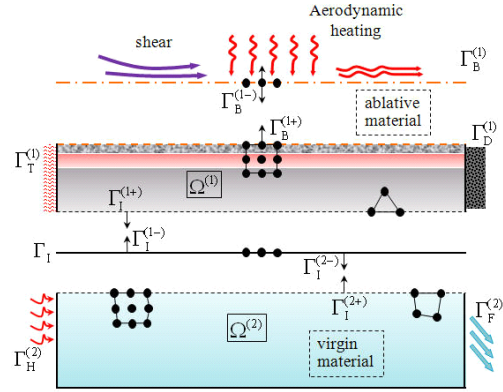 Aerodynamic
heating
shear
Γ_B^(1)
Γ_B^(1-)
ablative
material
Γ_B^(1+)
Γ_D^(1)
Γ_T^(1)
Ω^(1)
Γ_I^(1+)
Γ_I^(1-)
Γ_I
Γ_I^(2-)
Γ_I^(2+)
Γ_F^(2)
Ω^(2)
Γ_H^(2)
virgin
material